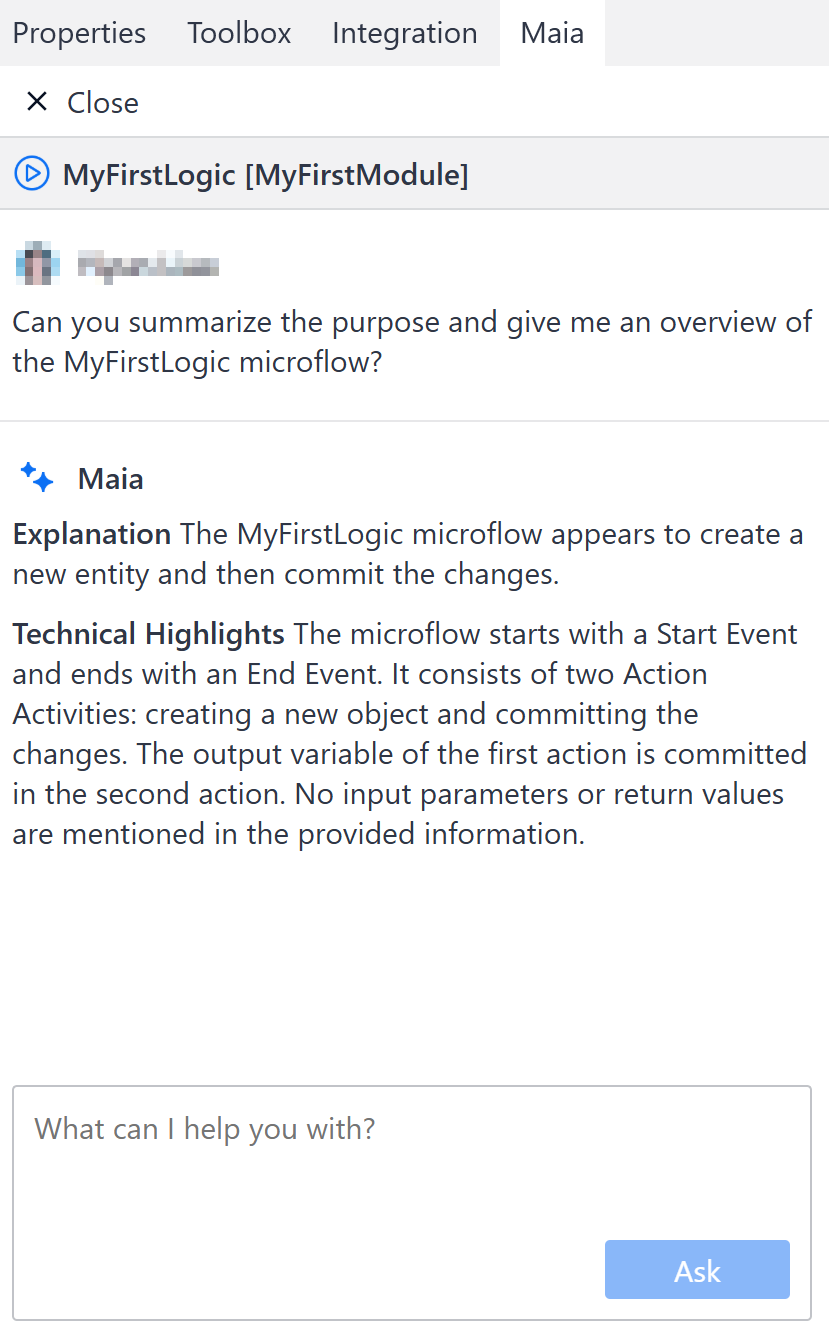 Properties Toolbox Integration Maia
Close
MyFirstLogic [MyFirstModule]
Can you summarize the purpose and give me an overview of
the MyFirstLogic microflow?
Maia
Explanation The MyFirstLogic microflow appears to create a
new entity and then commit the changes.
Technical Highlights The microflow starts with a Start Event
and ends with an End Event. It consists of two Action
Activities: creating a new object and committing the
changes. The output variable of the first action is committed
in the second action. No input parameters or return values
are mentioned in the provided information.
What can I help you with?
Ask